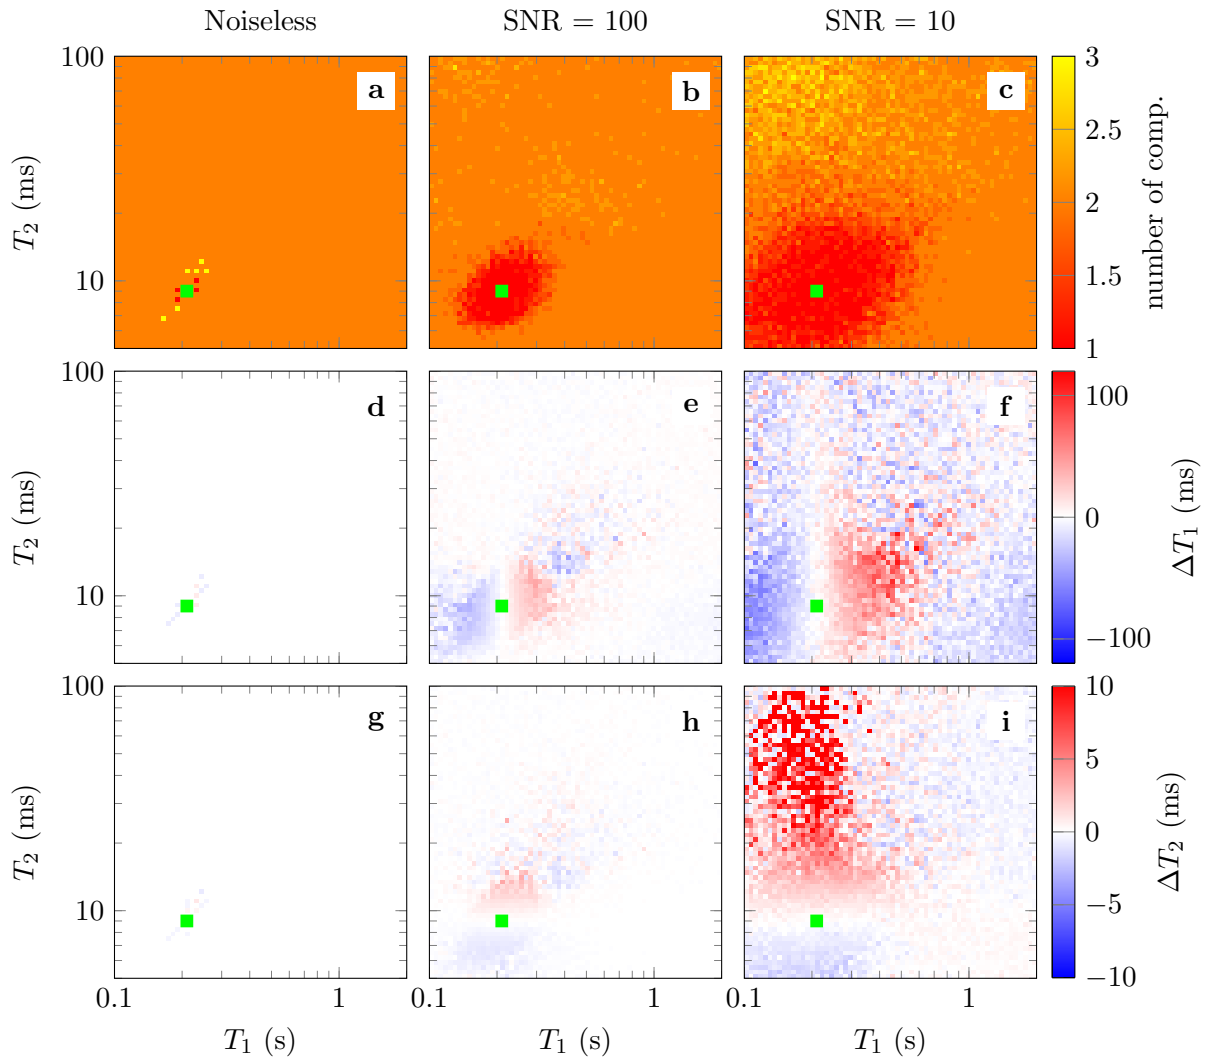 Noiseless SNR = 100 SNR = 10
100 a b c 3
2.5
T₂ (ms) 2 number of comp.
10 1.5
1
100 d e f 100
T₂ (ms) 0 ΔT₁ (ms)
10 −100
100 g h i 10
5
T₂ (ms) 0 ΔT₂ (ms)
10 −5
−10
0.1 1 0.1 1 0.1 1
T₁ (s) T₁ (s) T₁ (s)